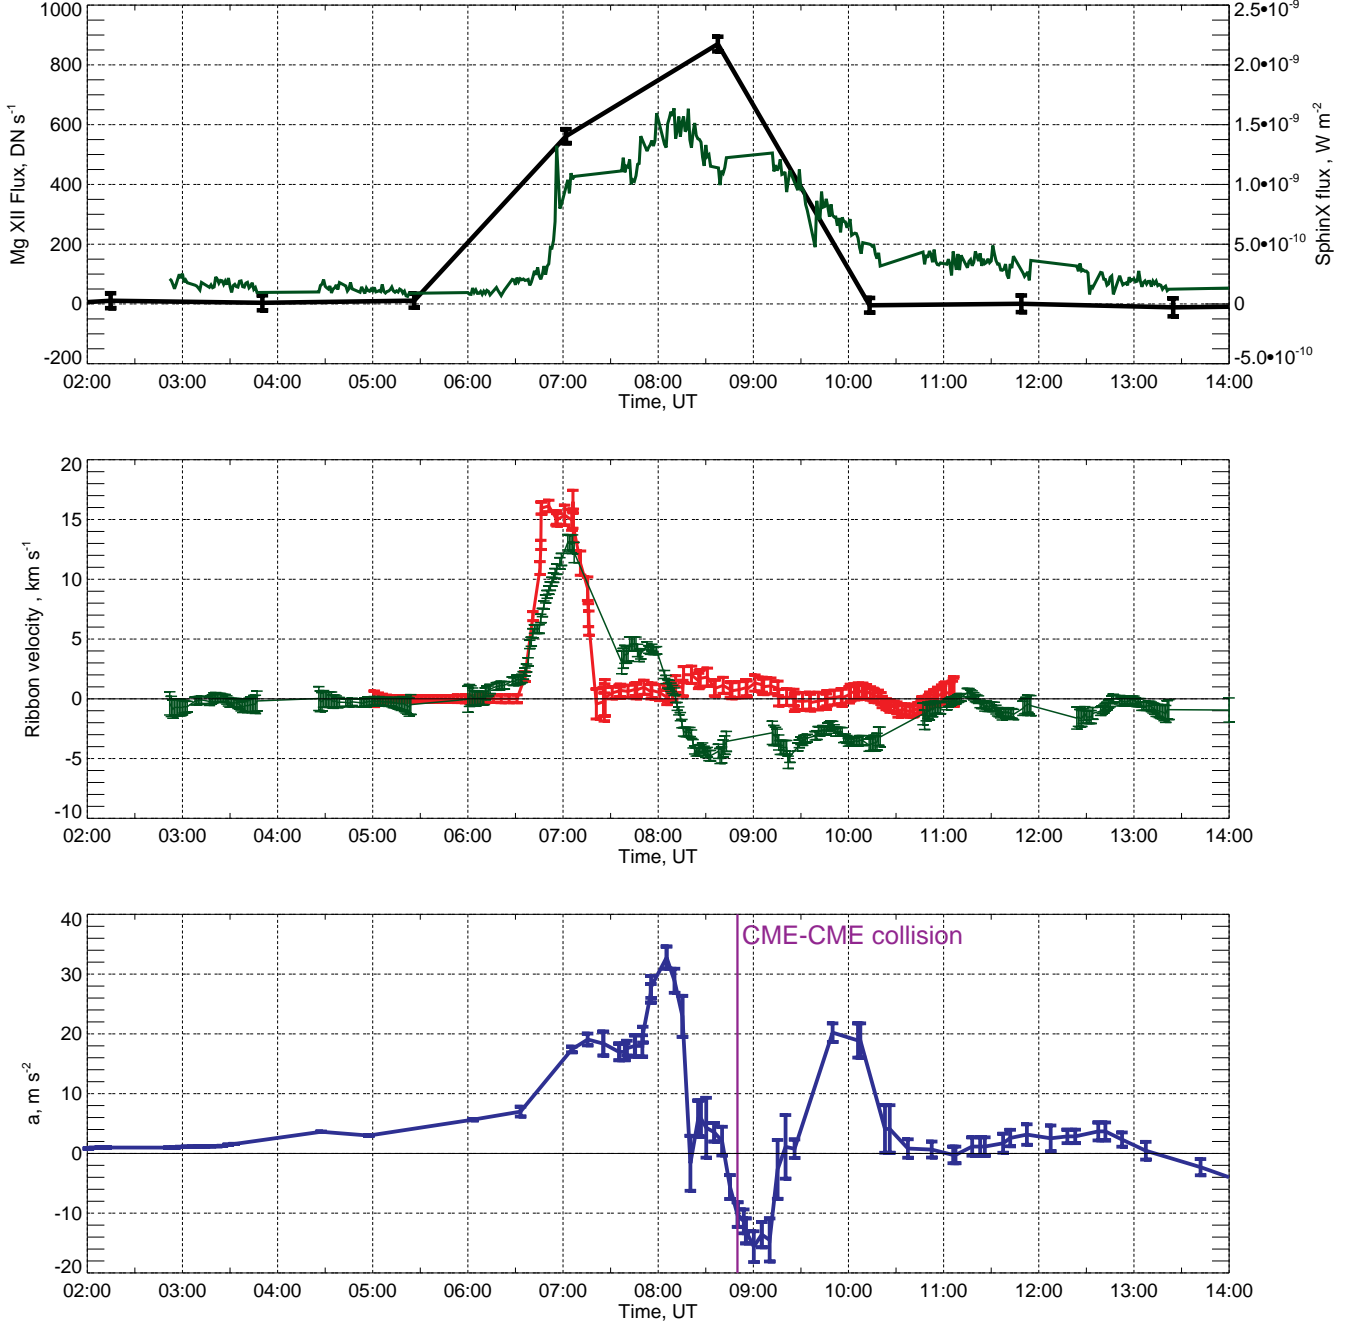 1000
800
600
400
200
0
-200
Mg XII Flux, DN s⁻¹
2.5•10⁻⁹
2.0•10⁻⁹
1.5•10⁻⁹
1.0•10⁻⁹
5.0•10⁻¹⁰
0
-5.0•10⁻¹⁰
SphinX flux , W m⁻²
02:00 03:00 04:00 05:00 06:00 07:00 08:00 09:00 10:00 11:00 12:00 13:00 14:00
Time, UT
20
15
10
5
0
-5
-10
Ribbon velocity , km s⁻¹
02:00 03:00 04:00 05:00 06:00 07:00 08:00 09:00 10:00 11:00 12:00 13:00 14:00
Time, UT
40
30
20
10
0
-10
-20
a, m s⁻²
CME-CME collision
02:00 03:00 04:00 05:00 06:00 07:00 08:00 09:00 10:00 11:00 12:00 13:00 14:00
Time, UT